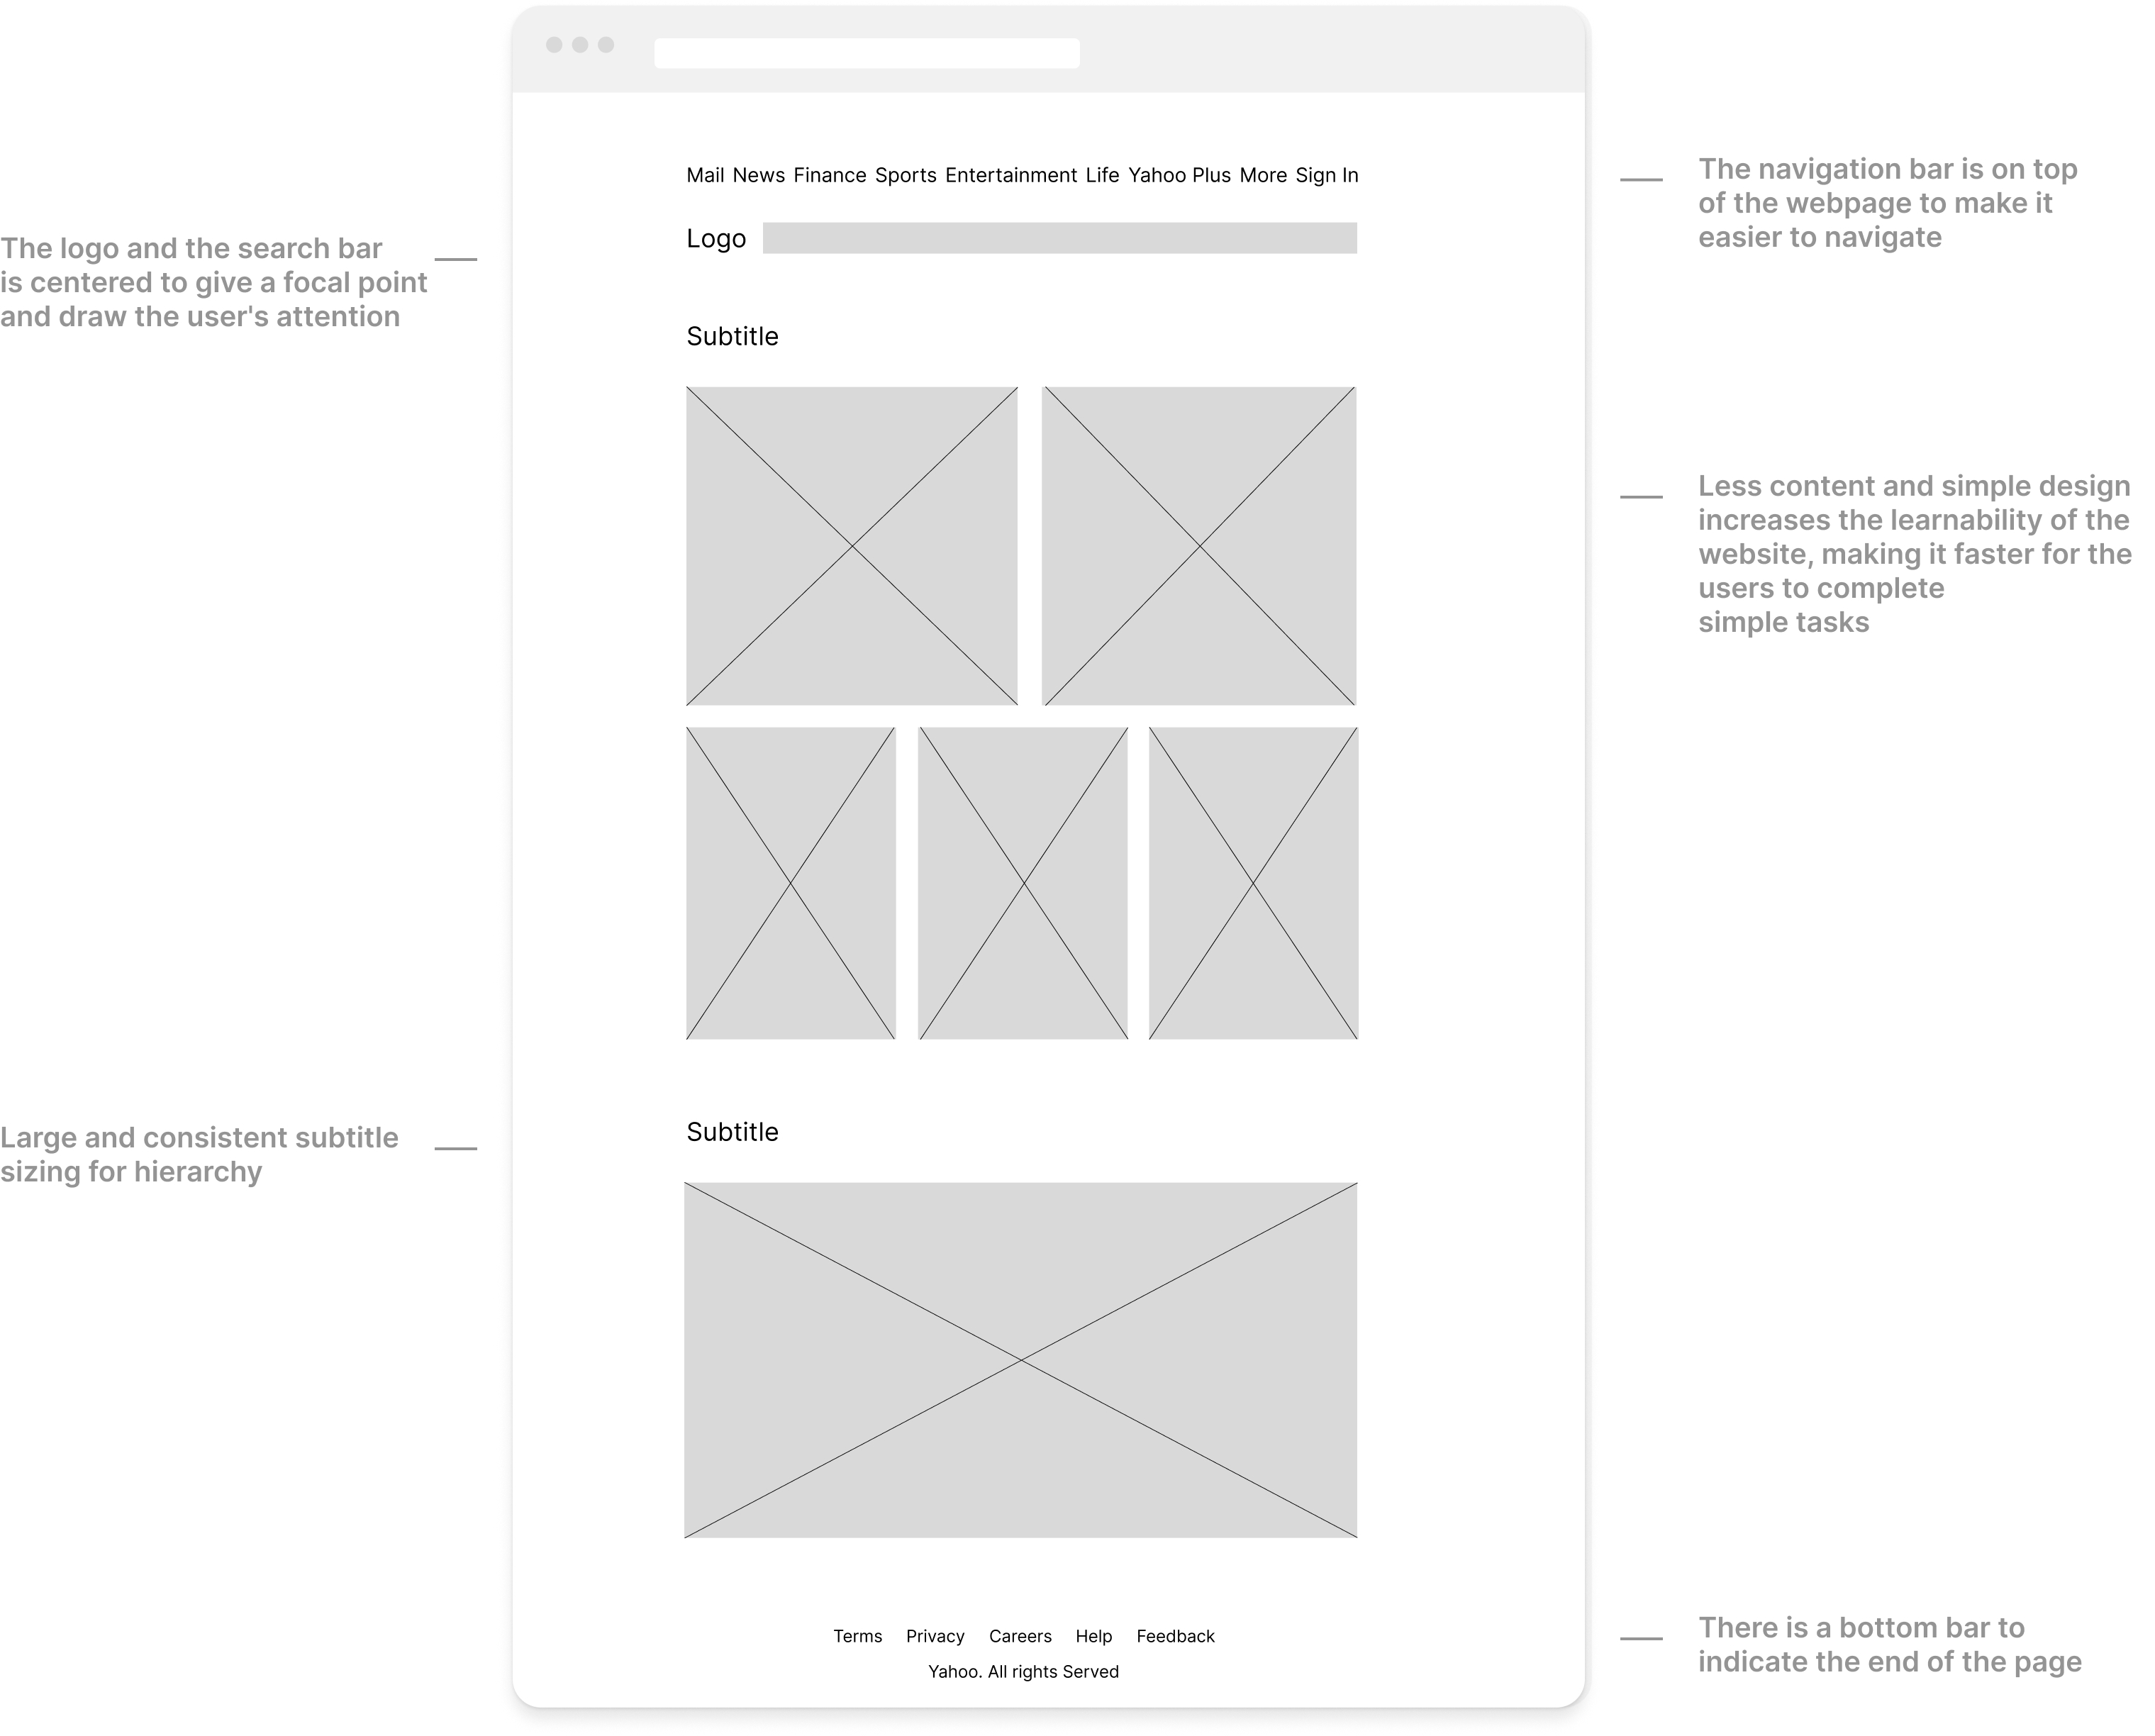 Mail News Finance Sports Entertainment Life Yahoo Plus More Sign In
The navigation bar is on top
of the webpage to make it
easier to navigate
Logo
The logo and the search bar
is centered to give a focal point
and draw the user's attention
Subtitle
Less content and simple design
increases the learnability of the
website, making it faster for the
users to complete
simple tasks
Subtitle
Large and consistent subtitle
sizing for hierarchy
Terms Privacy Careers Help Feedback
Yahoo. All rights Served
There is a bottom bar to
indicate the end of the page